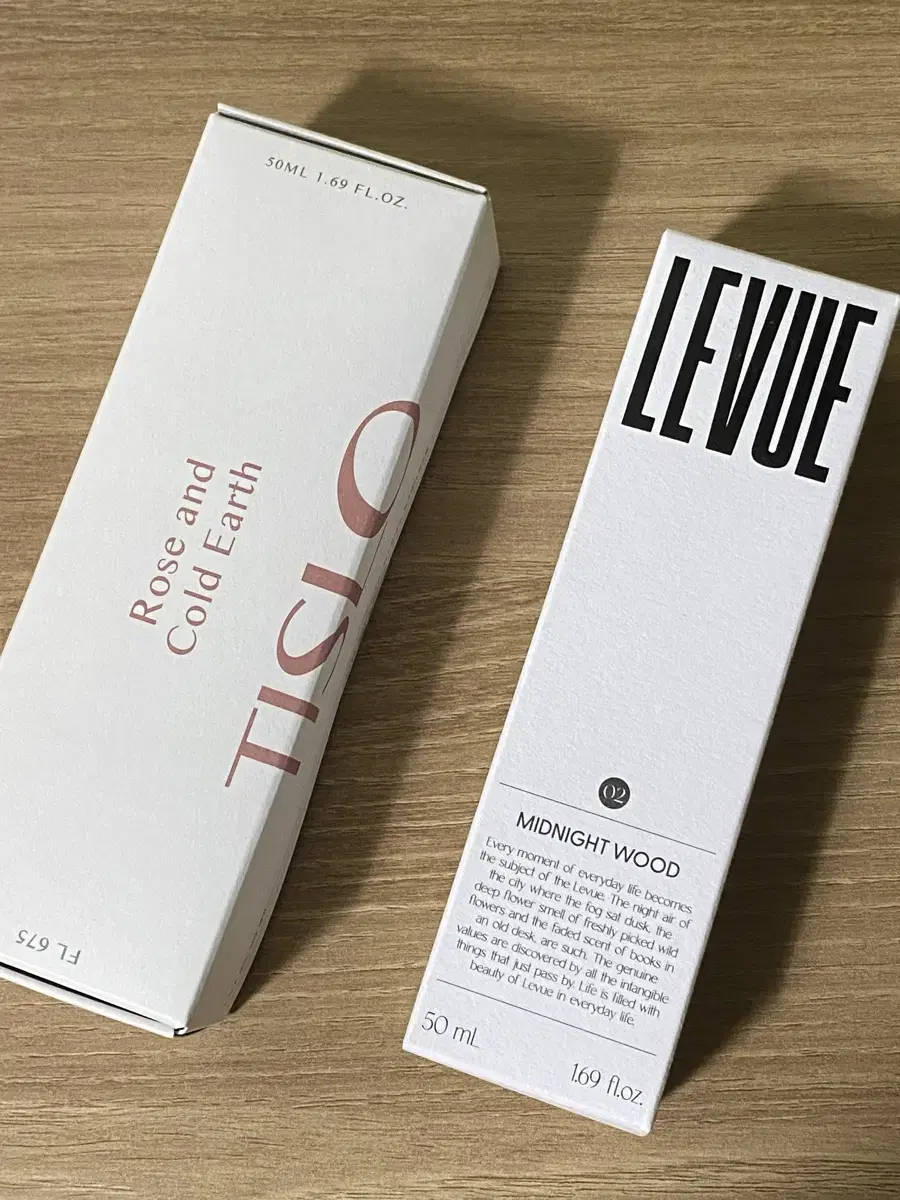 50ML 1.69 FL.OZ.
Rose and
Cold Earth
TISLO
FL 675
LEVUE
02
MIDNIGHT WOOD
Every moment of everyday life becomes
the subject of the Levue. The night air of
the city where the fog sat dusk, the
deep flower smell of freshly picked wild
flowers and the faded scent of books in
an old desk, are such. The genuine
values are discovered by all the intangible
things that just pass by. Life is filled with
beauty of Levue in everyday life.
50 mL
1.69 fl.oz.